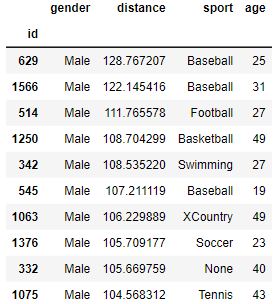 gender distance sport age
id
629 Male 128.767207 Baseball 25
1566 Male 122.145416 Baseball 31
514 Male 111.765578 Football 27
1250 Male 108.704299 Basketball 49
342 Male 108.535220 Swimming 27
545 Male 107.211119 Baseball 19
1063 Male 106.229889 XCountry 49
1376 Male 105.709177 Soccer 23
332 Male 105.669759 None 40
1075 Male 104.568312 Tennis 43